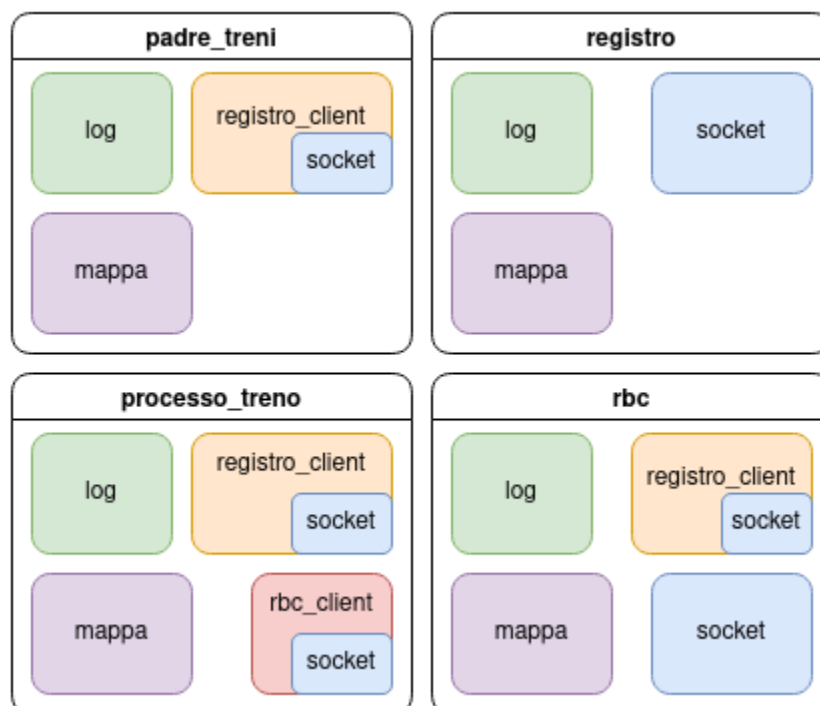 padre_treni
log
registro_client
socket
mappa
registro
log
socket
mappa
processo_treno
log
registro_client
socket
mappa
rbc_client
socket
rbc
log
registro_client
socket
mappa
socket